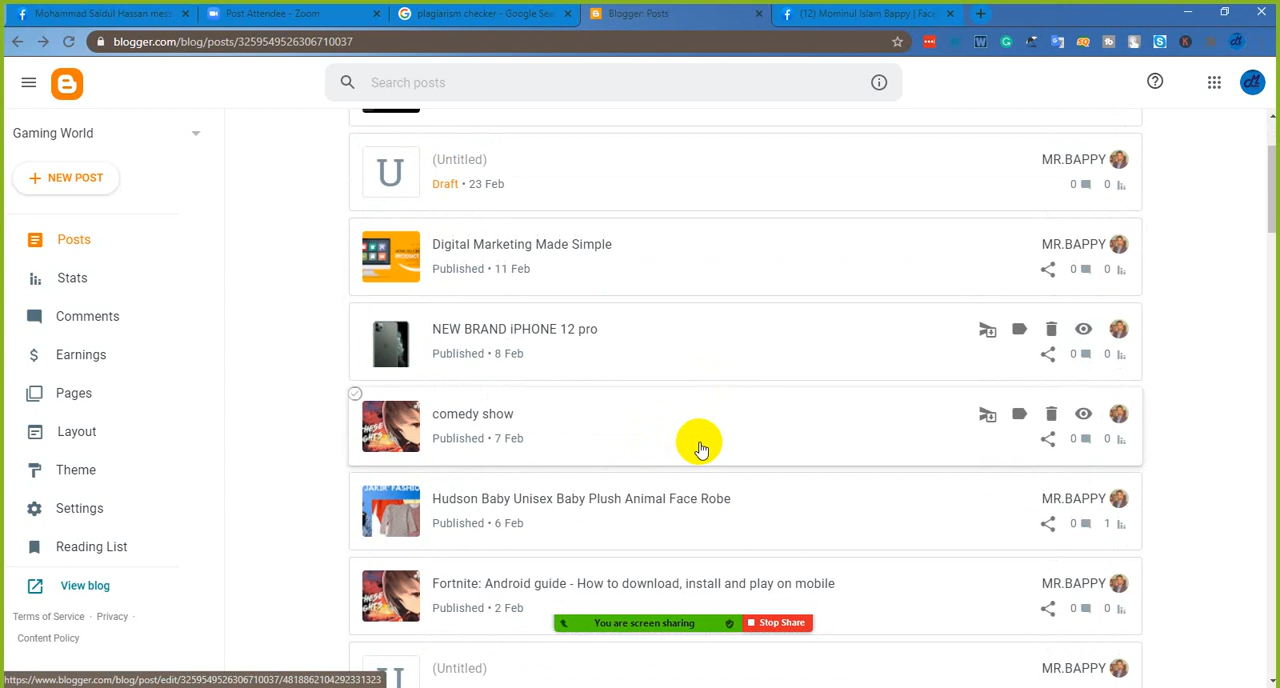 Mohammad Saidul Hassan mess
Post Attendee - Zoom
plagiarism checker - Google Sea
Blogger: Posts
(12) Mominul Islam Bappy | Face
blogger.com/blog/posts/3259549526306710037
Search posts
Gaming World
NEW POST
Posts
Stats
Comments
Earnings
Pages
Layout
Theme
Settings
Reading List
View blog
Terms of Service · Privacy ·
Content Policy
U
(Untitled)
MR.BAPPY
Draft • 23 Feb
0 0
Digital Marketing Made Simple
MR.BAPPY
Published • 11 Feb
0 0
NEW BRAND iPHONE 12 pro
Published • 8 Feb
0 0
comedy show
Published • 7 Feb
0 0
Hudson Baby Unisex Baby Plush Animal Face Robe
MR.BAPPY
Published • 6 Feb
0 1
Fortnite: Android guide - How to download, install and play on mobile
MR.BAPPY
Published • 2 Feb
0 0
You are screen sharing
Stop Share
(Untitled)
MR.BAPPY
https://www.blogger.com/blog/post/edit/3259549526306710037/4818862104292331323